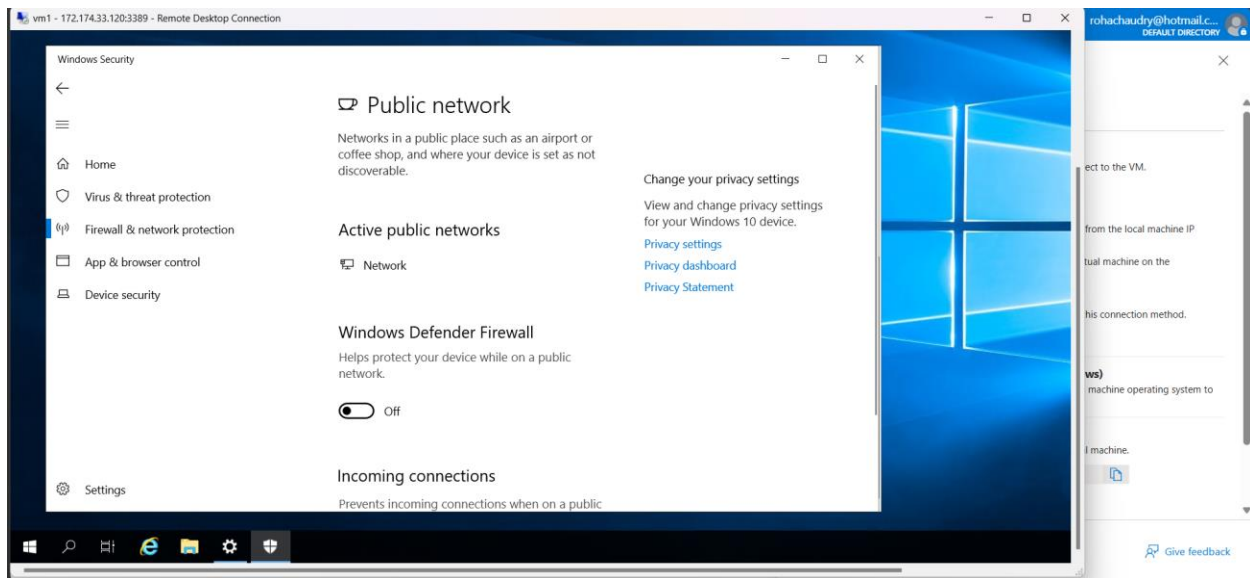 vm1 - 172.174.33.120:3389 - Remote Desktop Connection
rohachaudry@hotmail.c...
DEFAULT DIRECTORY
Windows Security
Home
Virus & threat protection
Firewall & network protection
App & browser control
Device security
Settings
Public network
Networks in a public place such as an airport or
coffee shop, and where your device is set as not
discoverable.
Active public networks
Network
Windows Defender Firewall
Helps protect your device while on a public
network.
Off
Incoming connections
Prevents incoming connections when on a public
Change your privacy settings
View and change privacy settings
for your Windows 10 device.
Privacy settings
Privacy dashboard
Privacy Statement
ect to the VM.
from the local machine IP
tual machine on the
his connection method.
ws)
machine operating system to
l machine.
Give feedback